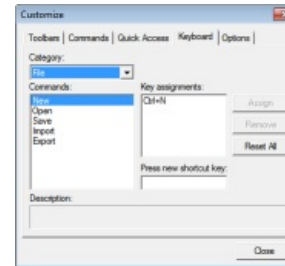 Customize
Toolbars Commands Quick Access Keyboard Options
Category:
File
Commands:
New
Open
Save
Import
Export
Key assignments:
Ctrl+N
Press new shortcut key:
Assign
Remove
Reset All
Description:
Close